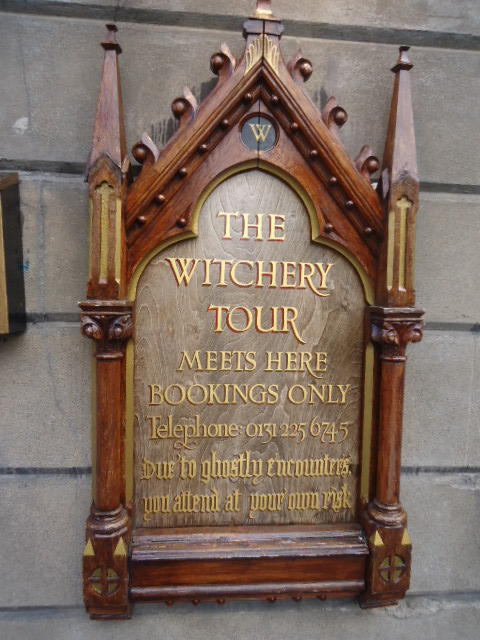 W
THE
WITCHERY
TOUR
MEETS HERE
BOOKINGS ONLY
Telephone: 0131 225 6745
Due to ghostly encounters,
you attend at your own risk